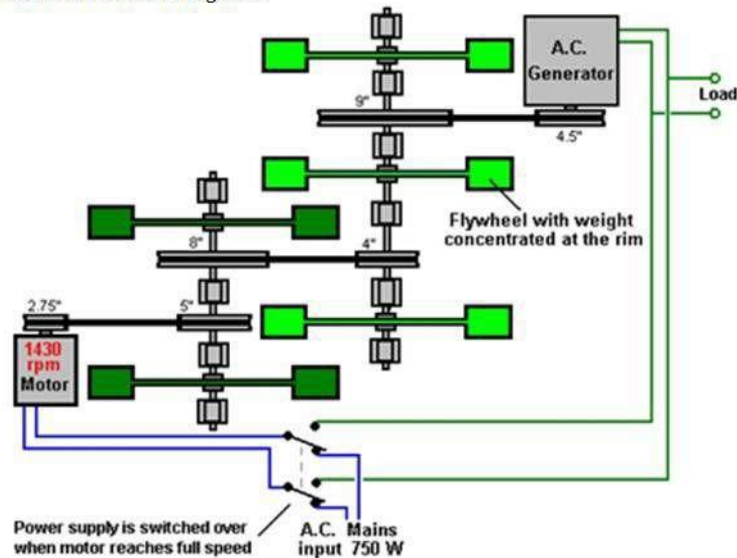 A.C.
Generator
Load
9"
4.5"
Flywheel with weight
concentrated at the rim
8"
4"
2.75"
5"
1430
rpm
Motor
Power supply is switched over
when motor reaches full speed
A.C. Mains
input 750 W